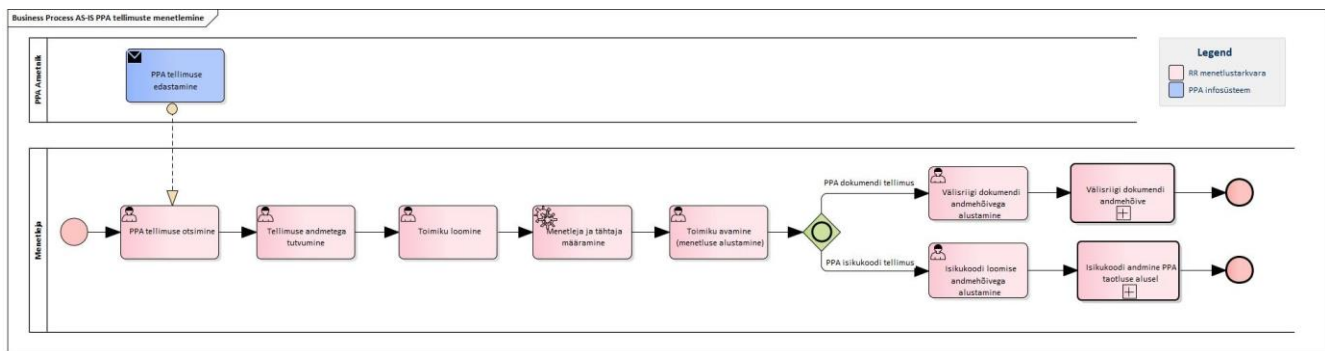 Business Process AS-IS PPA tellimuste menetlemine
PPA Ametnik
PPA tellimuse
edastamine
Legend
RR menetlustarkvara
PPA infosüsteem
Menetleja
PPA tellimuse otsimine
Tellimuse andmetega
tutvumine
Toimiku loomine
Menetleja ja tähtaja
määramine
Toimiku avamine
(menetluse alustamine)
PPA dokumendi tellimus
Välisriigi dokumendi
andmehõivega
alustamine
Välisriigi dokumendi
andmehõive
PPA isikukoodi tellimus
Isikukoodi loomise
andmehõivega
alustamine
Isikukoodi andmine PPA
taotluse alusel